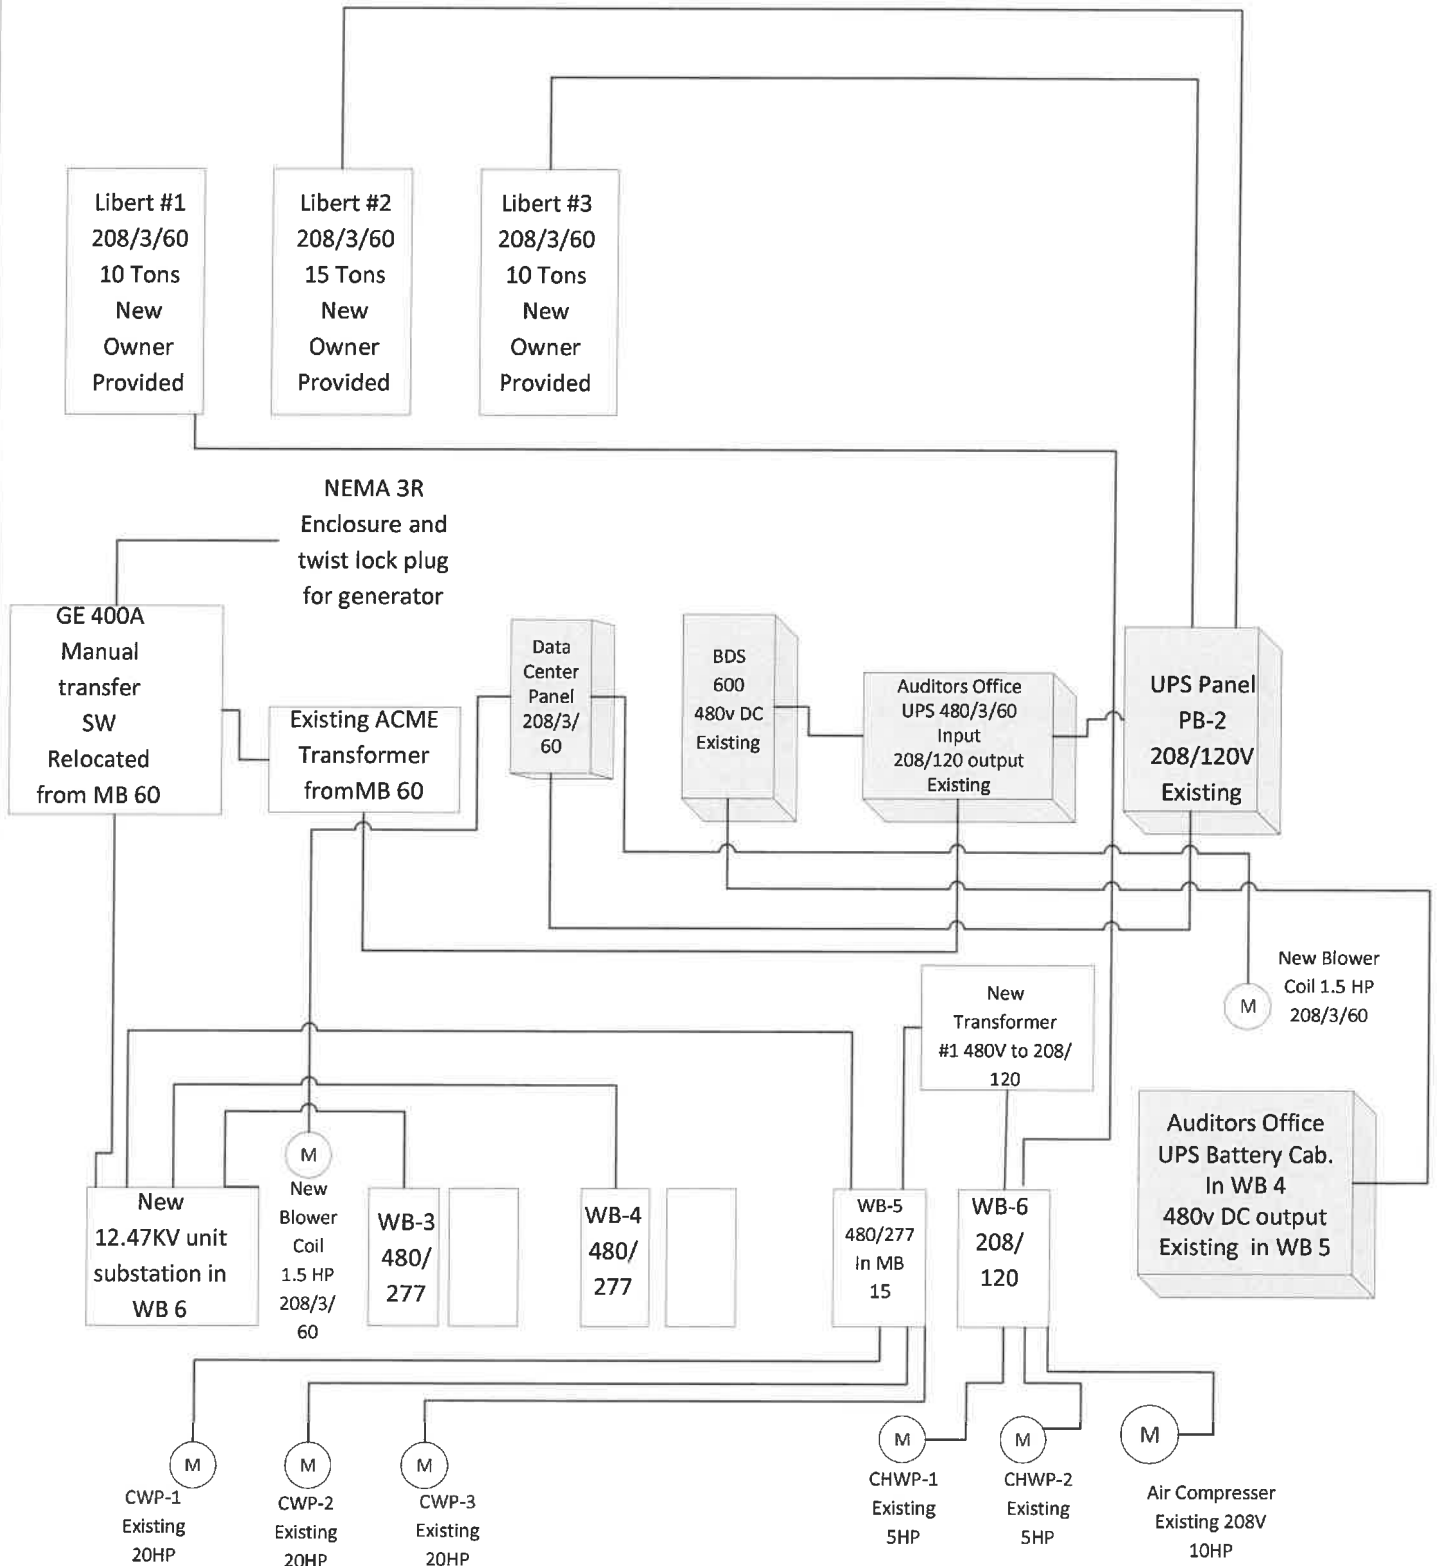 Libert #1
208/3/60
10 Tons
New
Owner
Provided
Libert #2
208/3/60
15 Tons
New
Owner
Provided
Libert #3
208/3/60
10 Tons
New
Owner
Provided
NEMA 3R
Enclosure and
twist lock plug
for generator
GE 400A
Manual
transfer
SW
Relocated
from MB 60
Existing ACME
Transformer
fromMB 60
Data
Center
Panel
208/3/
60
BDS
600
480v DC
Existing
Auditors Office
UPS 480/3/60
Input
208/120 output
Existing
UPS Panel
PB-2
208/120V
Existing
New Blower
Coil 1.5 HP
208/3/60
M
New
Transformer
#1 480V to 208/
120
Auditors Office
UPS Battery Cab.
In WB 4
480v DC output
Existing in WB 5
New
12.47KV unit
substation in
WB 6
M
New
Blower
Coil
1.5 HP
208/3/
60
WB-3
480/
277
WB-4
480/
277
WB-5
480/277
In MB
15
WB-6
208/
120
M
CWP-1
Existing
20HP
M
CWP-2
Existing
20HP
M
CWP-3
Existing
20HP
M
CHWP-1
Existing
5HP
M
CHWP-2
Existing
5HP
M
Air Compresser
Existing 208V
10HP